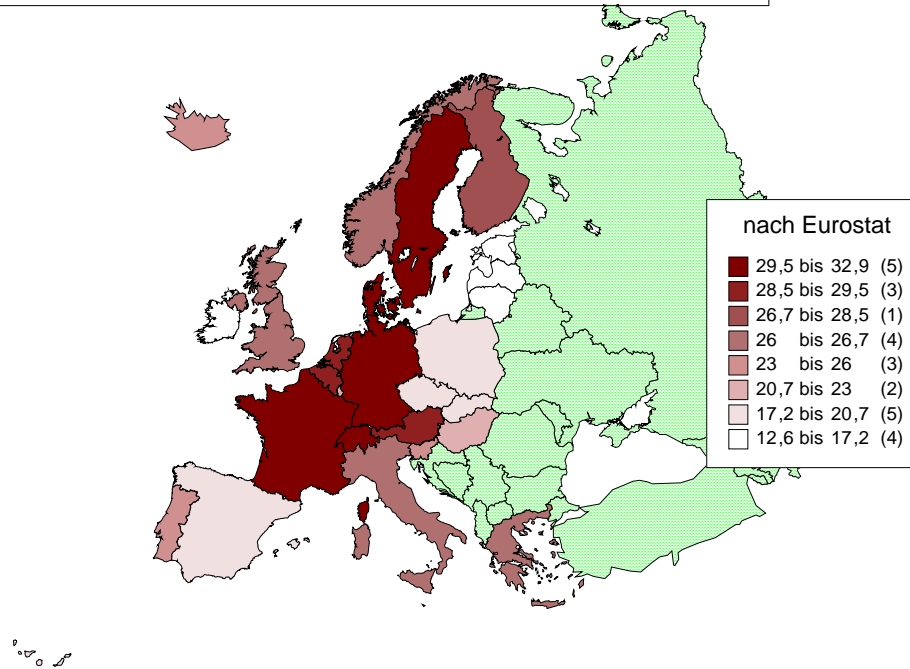 nach Eurostat
29,5 bis 32,9 (5)
28,5 bis 29,5 (3)
26,7 bis 28,5 (1)
26 bis 26,7 (4)
23 bis 26 (3)
20,7 bis 23 (2)
17,2 bis 20,7 (5)
12,6 bis 17,2 (4)